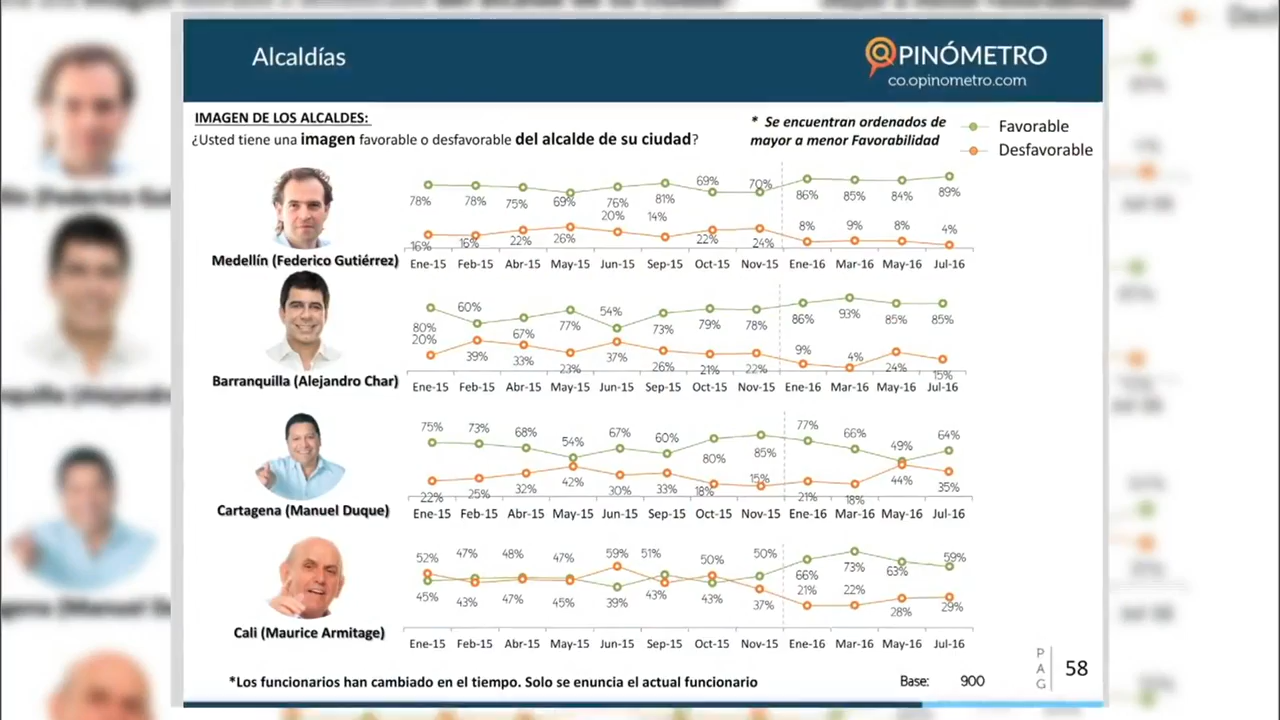 Alcaldías
OPINÓMETRO
co.opinometro.com
IMAGEN DE LOS ALCALDES:
¿Usted tiene una imagen favorable o desfavorable del alcalde de su ciudad?
* Se encuentran ordenados de
mayor a menor Favorabilidad
Favorable
Desfavorable
78% 78% 75% 69% 76% 81% 69% 70% 86% 85% 84% 89%
16% 16% 22% 26% 20% 14% 22% 24% 8% 9% 8% 4%
Medellín (Federico Gutiérrez)
Ene-15 Feb-15 Abr-15 May-15 Jun-15 Sep-15 Oct-15 Nov-15 Ene-16 Mar-16 May-16 Jul-16
80% 60% 67% 77% 54% 73% 79% 78% 86% 93% 85% 85%
20% 39% 33% 23% 37% 26% 21% 22% 9% 4% 24% 15%
Barranquilla (Alejandro Char)
Ene-15 Feb-15 Abr-15 May-15 Jun-15 Sep-15 Oct-15 Nov-15 Ene-16 Mar-16 May-16 Jul-16
75% 73% 68% 54% 67% 60% 80% 85% 77% 66% 49% 64%
22% 25% 32% 42% 30% 33% 18% 15% 21% 18% 44% 35%
Cartagena (Manuel Duque)
Ene-15 Feb-15 Abr-15 May-15 Jun-15 Sep-15 Oct-15 Nov-15 Ene-16 Mar-16 May-16 Jul-16
52% 47% 48% 47% 59% 51% 50% 50% 66% 73% 63% 59%
45% 43% 47% 45% 39% 43% 43% 37% 21% 22% 28% 29%
Cali (Maurice Armitage)
Ene-15 Feb-15 Abr-15 May-15 Jun-15 Sep-15 Oct-15 Nov-15 Ene-16 Mar-16 May-16 Jul-16
*Los funcionarios han cambiado en el tiempo. Solo se enuncia el actual funcionario
Base: 900
PAG
58